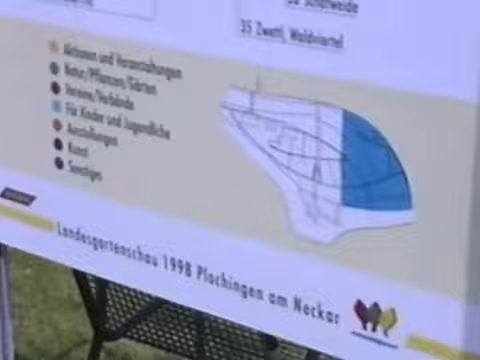 35 Zwettl, Waldviertel
Aktionen und Veranstaltungen
Natur/Pflanzen/Gärten
Vereine/Verbände
Für Kinder und Jugendliche
Ausstellungen
Kunst
Sonstiges
Landesgartenschau 1998 Plochingen am Neckar